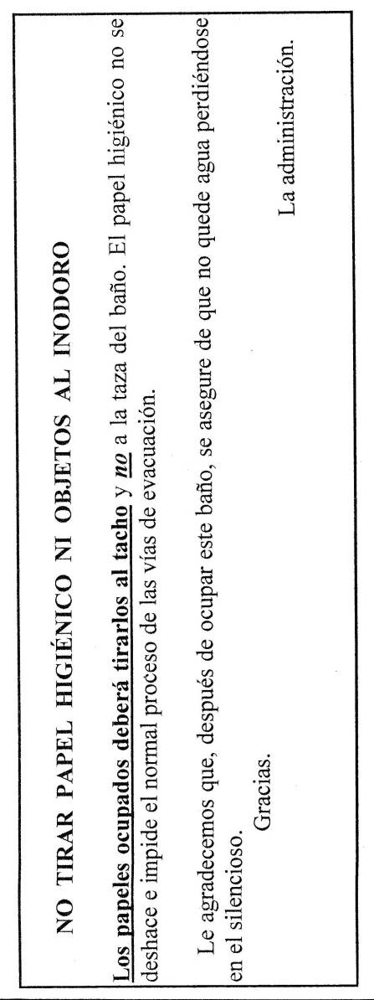 NO TIRAR PAPEL HIGIÉNICO NI OBJETOS AL INODORO
Los papeles ocupados deberá tirarlos al tacho y no a la taza del baño. El papel higiénico no se
deshace e impide el normal proceso de las vías de evacuación.
Le agradecemos que, después de ocupar este baño, se asegure de que no quede agua perdiéndose
en el silencioso.
Gracias.
La administración.